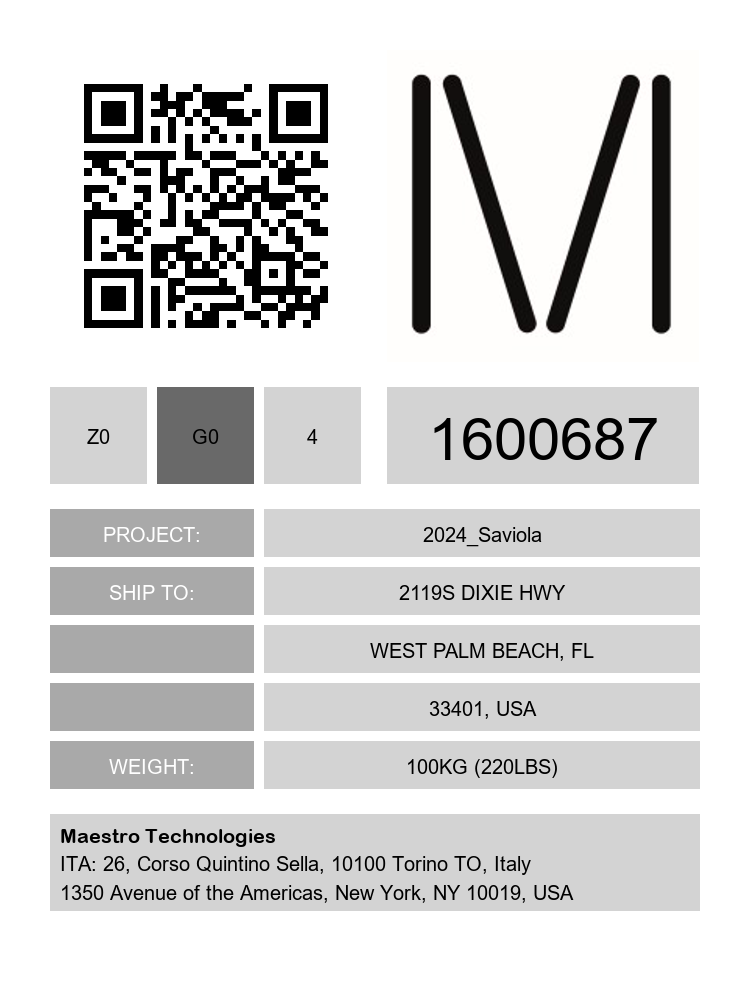 M
Z0 G0 4 1600687
PROJECT: 2024_Saviola
SHIP TO: 2119S DIXIE HWY
WEST PALM BEACH, FL
33401, USA
WEIGHT: 100KG (220LBS)
Maestro Technologies
ITA: 26, Corso Quintino Sella, 10100 Torino TO, Italy
1350 Avenue of the Americas, New York, NY 10019, USA